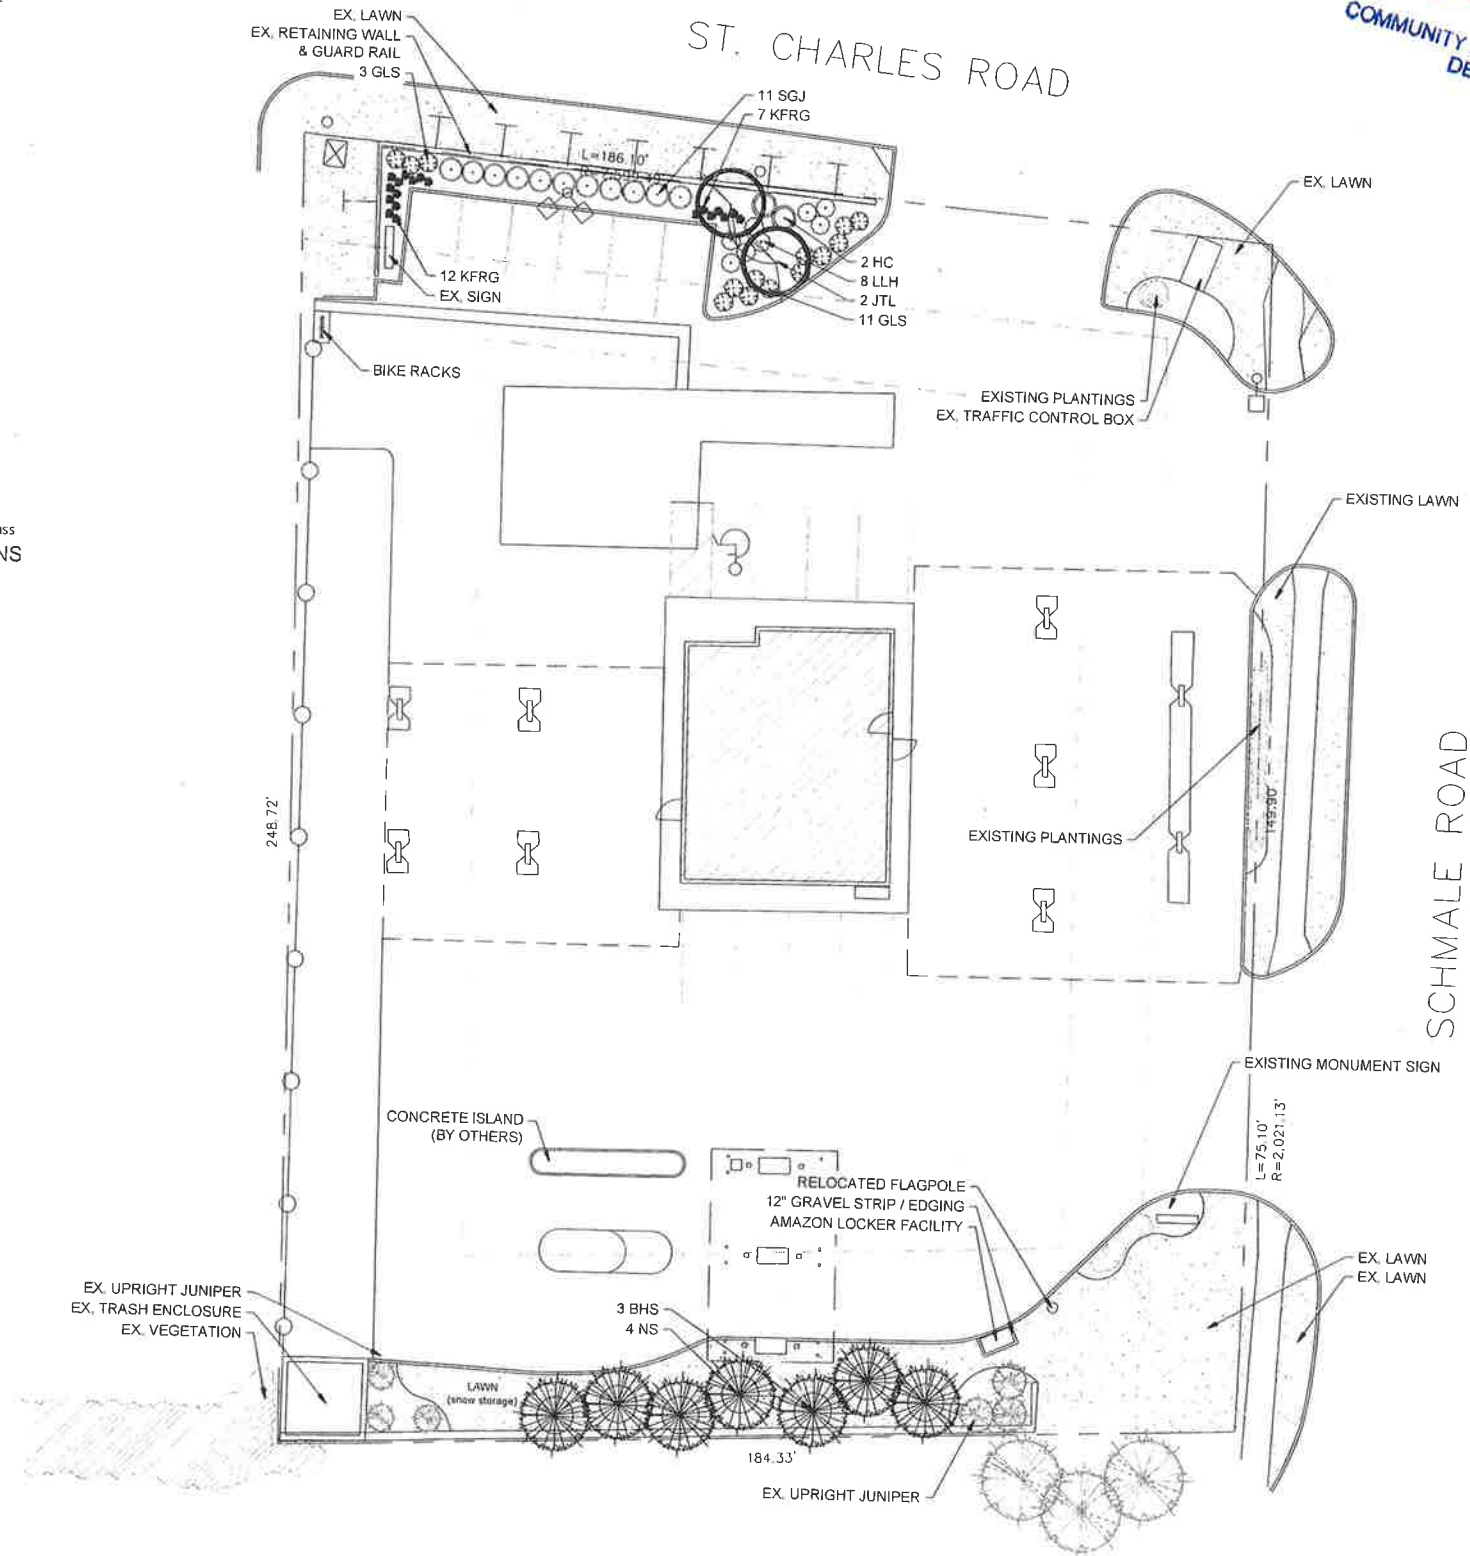 COMMUNITY
ST. CHARLES ROAD
EX. LAWN
EX. RETAINING WALL
& GUARD RAIL
3 GLS
11 SGJ
7 KFRG
L=186.10'
EX. LAWN
12 KFRG
EX. SIGN
2 HC
8 LLH
2 JTL
11 GLS
BIKE RACKS
EXISTING PLANTINGS
EX. TRAFFIC CONTROL BOX
EXISTING LAWN
NS
248.72'
EXISTING PLANTINGS
149.90'
SCHMALE ROAD
EXISTING MONUMENT SIGN
L=75.10'
R=2,021.13'
CONCRETE ISLAND
(BY OTHERS)
RELOCATED FLAGPOLE
12" GRAVEL STRIP / EDGING
AMAZON LOCKER FACILITY
EX. LAWN
EX. LAWN
EX. UPRIGHT JUNIPER
EX. TRASH ENCLOSURE
EX. VEGETATION
3 BHS
4 NS
LAWN
(snow storage)
184.33'
EX. UPRIGHT JUNIPER